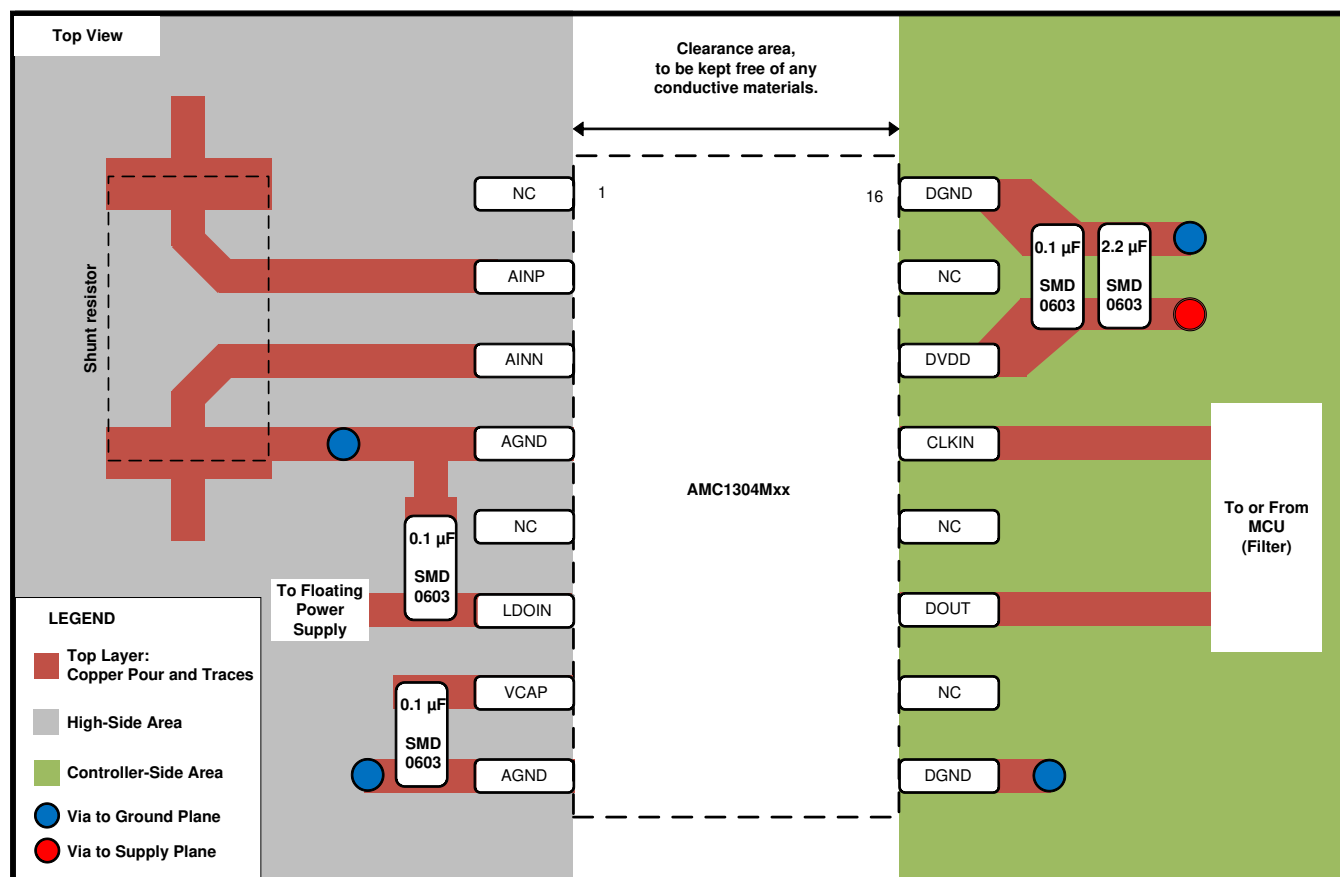 Top View
Clearance area,
to be kept free of any
conductive materials.
Shunt resistor
NC
AINP
AINN
AGND
NC
LDOIN
VCAP
AGND
0.1 µF
SMD
0603
To Floating
Power
Supply
0.1 µF
SMD
0603
1
16
AMC1304Mxx
DGND
NC
DVDD
CLKIN
NC
DOUT
NC
DGND
0.1 µF
SMD
0603
2.2 µF
SMD
0603
To or From
MCU
(Filter)
LEGEND
Top Layer:
Copper Pour and Traces
High-Side Area
Controller-Side Area
Via to Ground Plane
Via to Supply Plane